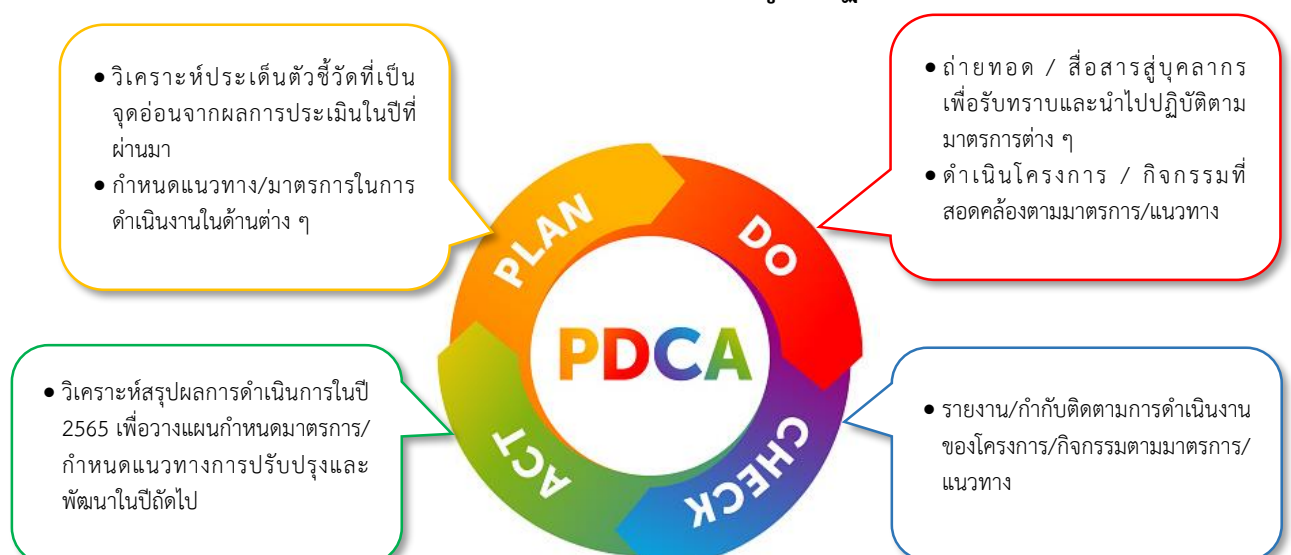 • วิเคราะห์ประเด็นตัวชี้วัดที่เป็น
จุดอ่อนจากผลการประเมินในปีที่
ผ่านมา
• กำหนดแนวทาง/มาตรการในการ
ดำเนินงานในด้านต่าง ๆ
• ถ่ายทอด / สื่อสารสู่บุคลากร
เพื่อรับทราบและนำไปปฏิบัติตาม
มาตรการต่าง ๆ
• ดำเนินโครงการ / กิจกรรมที่
สอดคล้องตามมาตรการ/แนวทาง
PLAN
DO
PDCA
ACT
CHECK
• วิเคราะห์สรุปผลการดำเนินการในปี
2565 เพื่อวางแผนกำหนดมาตรการ/
กำหนดแนวทางการปรับปรุงและ
พัฒนาในปีถัดไป
• รายงาน/กำกับติดตามการดำเนินงาน
ของโครงการ/กิจกรรมตามมาตรการ/
แนวทาง